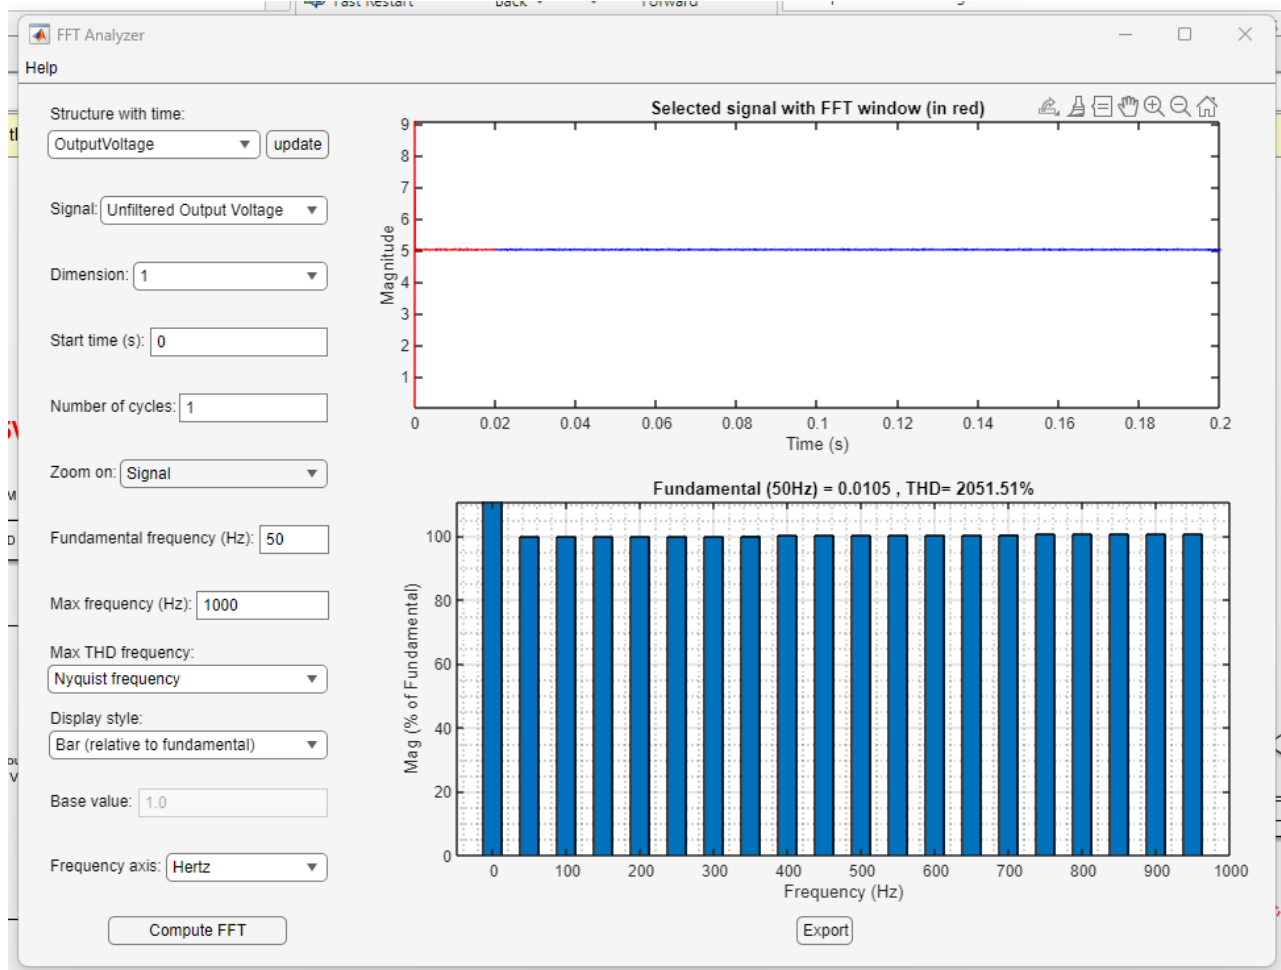 Fast Restart
Back
Forward
FFT Analyzer
Help
Structure with time:
OutputVoltage
update
Signal: Unfiltered Output Voltage
Dimension: 1
Start time (s): 0
Number of cycles: 1
Zoom on: Signal
Fundamental frequency (Hz): 50
Max frequency (Hz): 1000
Max THD frequency:
Nyquist frequency
Display style:
Bar (relative to fundamental)
Base value: 1.0
Frequency axis: Hertz
Compute FFT
Selected signal with FFT window (in red)
9
8
7
6
5
4
3
2
1
Magnitude
0 0.02 0.04 0.06 0.08 0.1 0.12 0.14 0.16 0.18 0.2
Time (s)
Fundamental (50Hz) = 0.0105 , THD= 2051.51%
100
80
60
40
20
0
Mag (% of Fundamental)
0 100 200 300 400 500 600 700 800 900 1000
Frequency (Hz)
Export